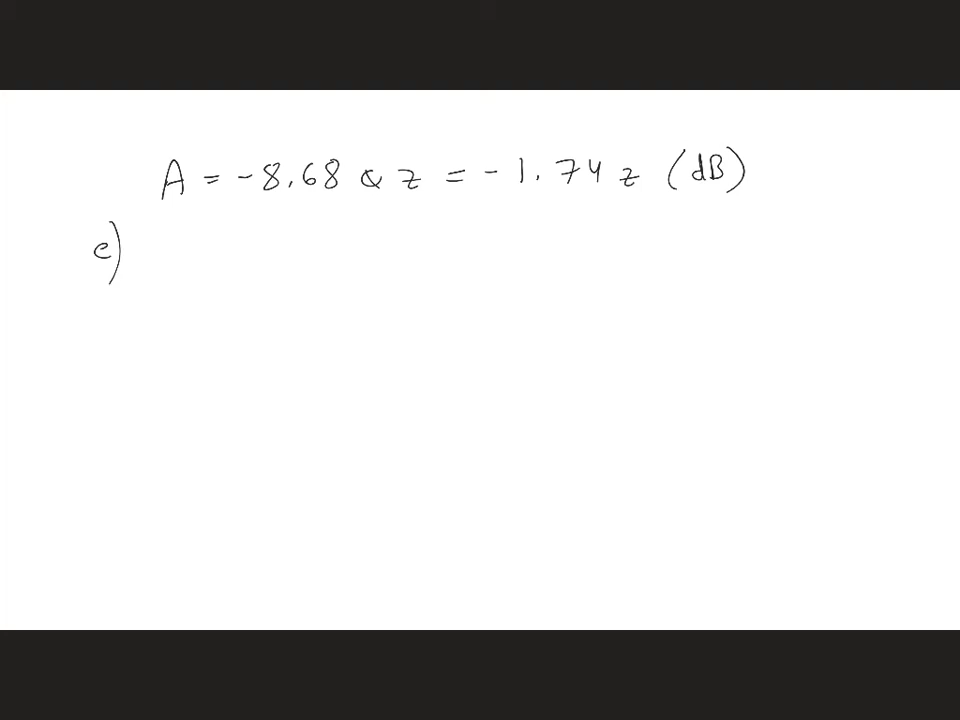 A = -8.68 α z = -1.74 z (dB)
e)